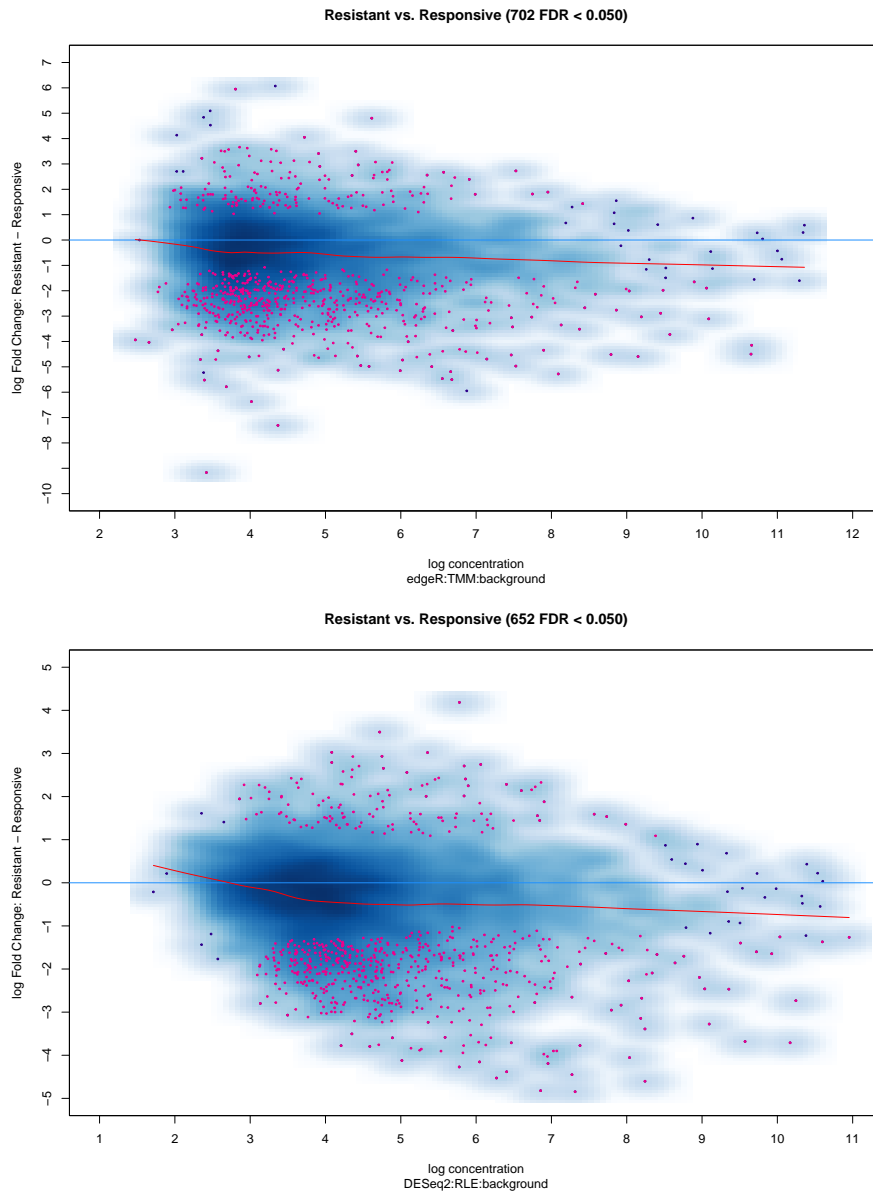 Resistant vs. Responsive (702 FDR < 0.050)
7
6
5
4
3
2
1
0
−1
−2
−3
−4
−5
−6
−7
−8
−10
log Fold Change: Resistant − Responsive
2 3 4 5 6 7 8 9 10 11 12
log concentration
edgeR:TMM:background
Resistant vs. Responsive (652 FDR < 0.050)
5
4
3
2
1
0
−1
−2
−3
−4
−5
log Fold Change: Resistant − Responsive
1 2 3 4 5 6 7 8 9 10 11
log concentration
DESeq2:RLE:background